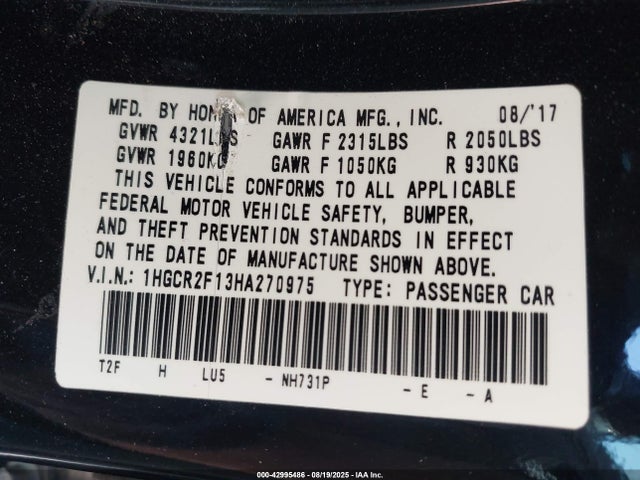 MFD. BY HON OF AMERICA MFG., INC. 08/'17
GVWR 4321L S GAWR F 2315LBS R 2050LBS
GVWR 1960KG GAWR F 1050KG R 930KG
THIS VEHICLE CONFORMS TO ALL APPLICABLE
FEDERAL MOTOR VEHICLE SAFETY, BUMPER,
AND THEFT PREVENTION STANDARDS IN EFFECT
ON THE DATE OF MANUFACTURE SHOWN ABOVE.
V.I.N.: 1HGCR2F13HA270975 TYPE: PASSENGER CAR
T2F H LU5 - NH731P - E - A
000-42995486 - 08/19/2025 - IAA Inc.